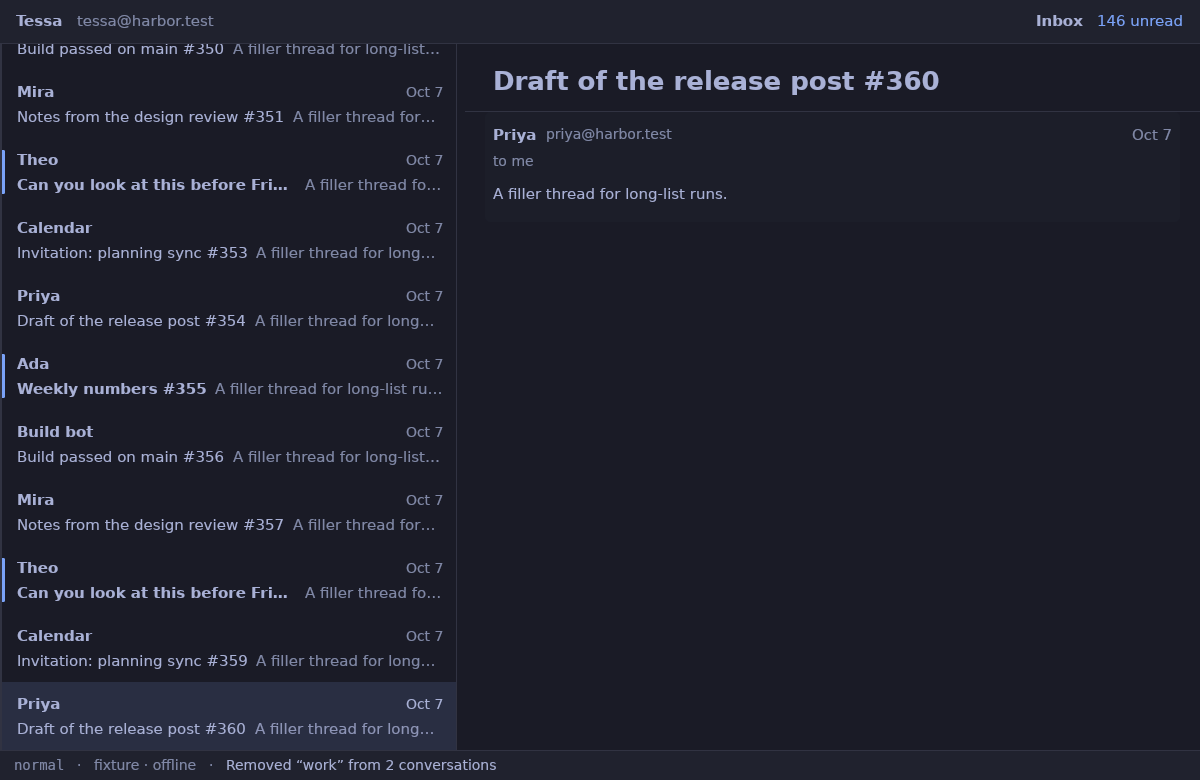 Tessa tessa@harbor.test Inbox 146 unread
Build passed on main #350 A filler thread for long-list…
Mira Oct 7
Notes from the design review #351 A filler thread for…
Theo Oct 7
Can you look at this before Fri… A filler thread fo…
Calendar Oct 7
Invitation: planning sync #353 A filler thread for long…
Priya Oct 7
Draft of the release post #354 A filler thread for long…
Ada Oct 7
Weekly numbers #355 A filler thread for long-list ru…
Build bot Oct 7
Build passed on main #356 A filler thread for long-list…
Mira Oct 7
Notes from the design review #357 A filler thread for…
Theo Oct 7
Can you look at this before Fri… A filler thread fo…
Calendar Oct 7
Invitation: planning sync #359 A filler thread for long…
Priya Oct 7
Draft of the release post #360 A filler thread for long…
Draft of the release post #360
Priya priya@harbor.test Oct 7
to me
A filler thread for long-list runs.
normal · fixture · offline · Removed “work” from 2 conversations